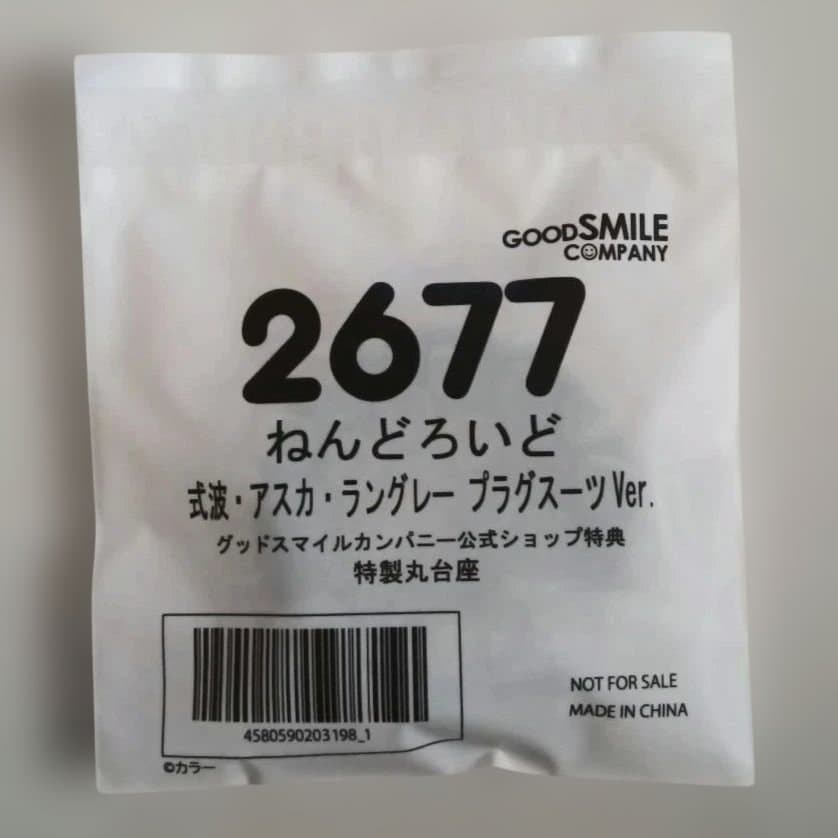 GOODSMILE
COMPANY
2677
ねんどろいど
式波・アスカ・ラングレー プラグスーツVer.
グッドスマイルカンパニー公式ショップ特典
特製丸台座
4580590203198_1
NOT FOR SALE
MADE IN CHINA
©カラー